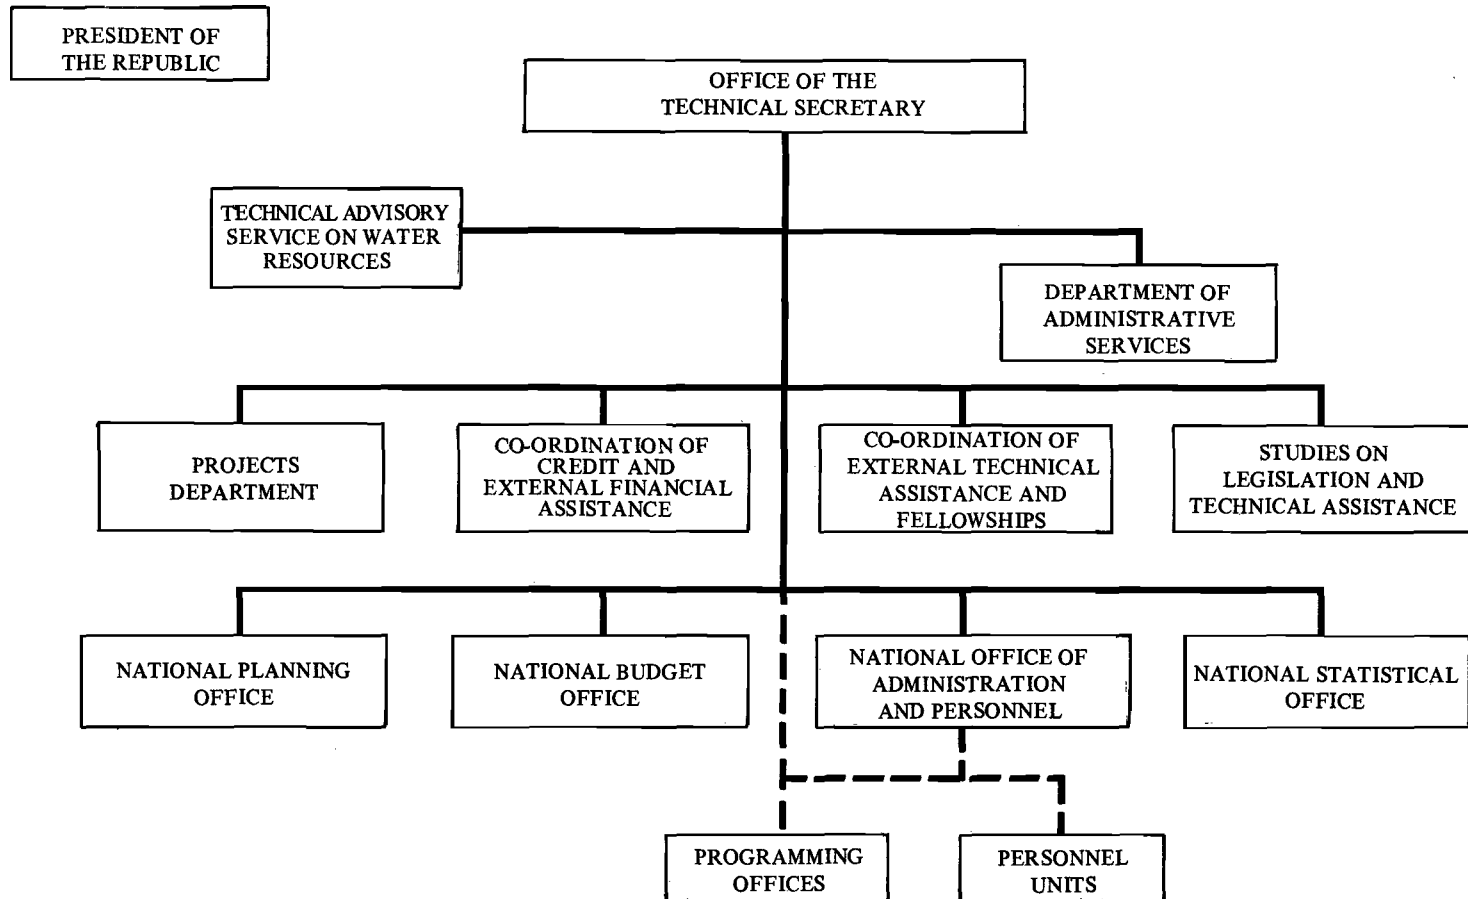 PRESIDENT OF
THE REPUBLIC
OFFICE OF THE
TECHNICAL SECRETARY
TECHNICAL ADVISORY
SERVICE ON WATER
RESOURCES
DEPARTMENT OF
ADMINISTRATIVE
SERVICES
PROJECTS
DEPARTMENT
CO-ORDINATION OF
CREDIT AND
EXTERNAL FINANCIAL
ASSISTANCE
CO-ORDINATION OF
EXTERNAL TECHNICAL
ASSISTANCE AND
FELLOWSHIPS
STUDIES ON
LEGISLATION AND
TECHNICAL ASSISTANCE
NATIONAL PLANNING
OFFICE
NATIONAL BUDGET
OFFICE
NATIONAL OFFICE OF
ADMINISTRATION
AND PERSONNEL
NATIONAL STATISTICAL
OFFICE
PROGRAMMING
OFFICES
PERSONNEL
UNITS